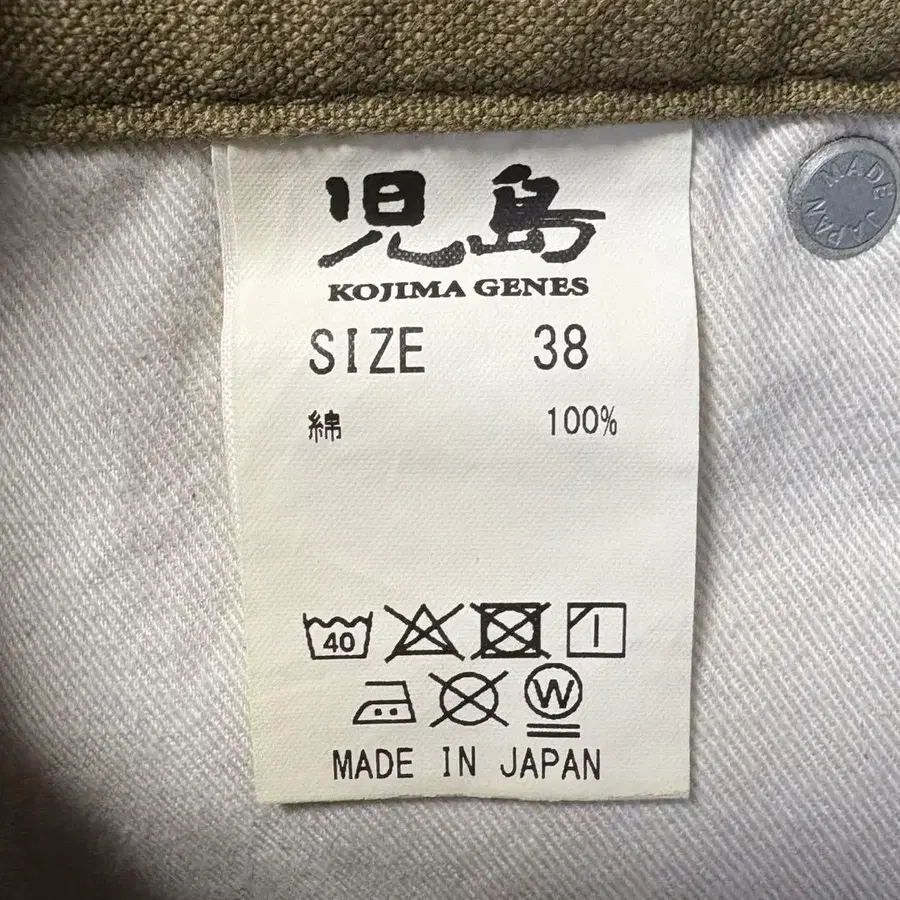 児島
KOJIMA GENES
SIZE 38
綿 100%
40
W
MADE IN JAPAN
MADE JAPAN